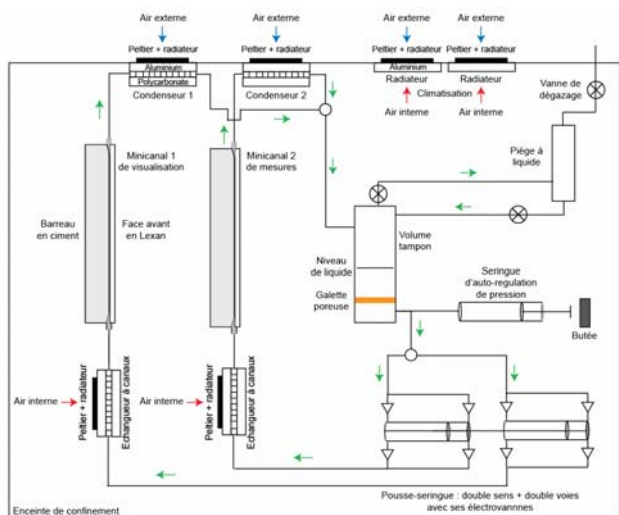 Air externe
Air externe
Air externe
Air externe
Peltier + radiateur
Peltier + radiateur
Peltier + radiateur
Peltier + radiateur
Aluminium
Polycarbonate
Condenseur 1
Condenseur 2
Aluminium
Radiateur
Radiateur
Climatisation
Air interne
Air interne
Vanne de
dégazage
Piège à
liquide
Minicanal 1
de visualisation
Minicanal 2
de mesures
Barreau
en ciment
Face avant
en Lexan
Volume
tampon
Niveau
de liquide
Galette
poreuse
Seringue
d'auto-regulation
de pression
Butée
Air interne
Peltier + radiateur
Echangueur à canaux
Air interne
Peltier + radiateur
Echangueur à canaux
Pousse-seringue : double sens + double voies
avec ses électrovannnes
Enceinte de confinement